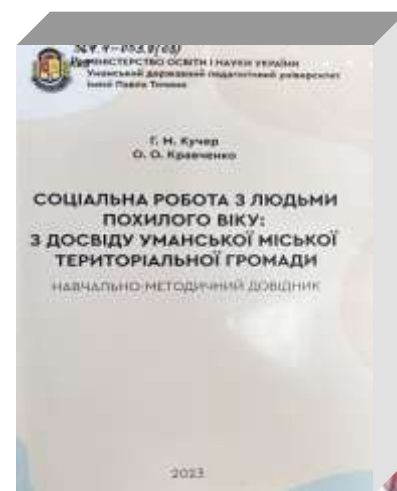 МІНІСТЕРСТВО ОСВІТИ І НАУКИ УКРАЇНИ
Уманський державний педагогічний університет
імені Павла Тичини
Г. М. Кучер
О. О. Кравченко
СОЦІАЛЬНА РОБОТА З ЛЮДЬМИ
ПОХИЛОГО ВІКУ:
З ДОСВІДУ УМАНСЬКОЇ МІСЬКОЇ
ТЕРИТОРІАЛЬНОЇ ГРОМАДИ
НАВЧАЛЬНО-МЕТОДИЧНИЙ ДОВІДНИК
2023